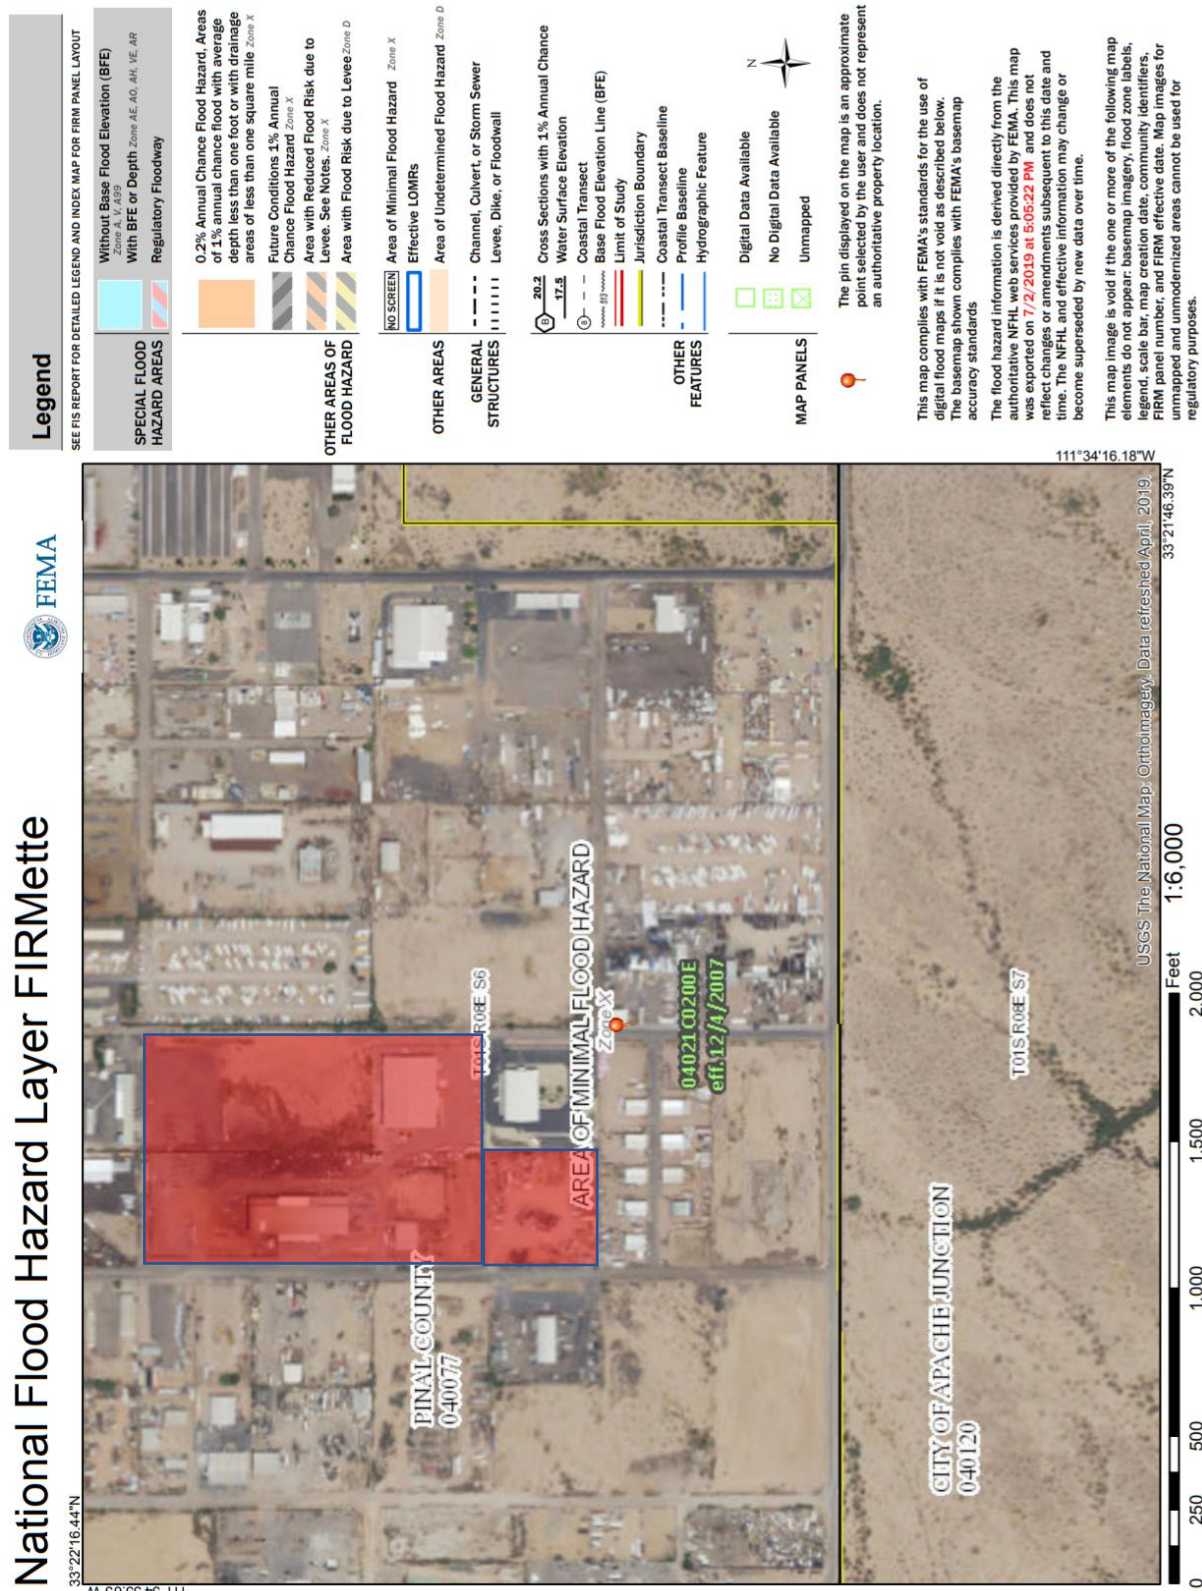 National Flood Hazard Layer FIRMette
FEMA
33°22'16.44"N
PINAL COUNTY
040077
T01S R08E S6
AREA OF MINIMAL FLOOD HAZARD
Zone X
04021C0200E
eff. 12/4/2007
T01S R08E S7
CITY OF APACHE JUNCTION
040120
USGS The National Map: Orthoimagery. Data refreshed April, 2019.
0 250 500 1,000 1,500 2,000 Feet
1:6,000
111°34'16.18"W
33°21'46.39"N
Legend
SEE FIS REPORT FOR DETAILED LEGEND AND INDEX MAP FOR FIRM PANEL LAYOUT
SPECIAL FLOOD
HAZARD AREAS
Without Base Flood Elevation (BFE)
Zone A, V, A99
With BFE or Depth Zone AE, AO, AH, VE, AR
Regulatory Floodway
0.2% Annual Chance Flood Hazard, Areas
of 1% annual chance flood with average
depth less than one foot or with drainage
areas of less than one square mile Zone X
Future Conditions 1% Annual
Chance Flood Hazard Zone X
Area with Reduced Flood Risk due to
Levee. See Notes. Zone X
Area with Flood Risk due to Levee Zone D
OTHER AREAS OF
FLOOD HAZARD
NO SCREEN Area of Minimal Flood Hazard Zone X
Effective LOMRs
Area of Undetermined Flood Hazard Zone D
OTHER AREAS
Channel, Culvert, or Storm Sewer
Levee, Dike, or Floodwall
GENERAL
STRUCTURES
B 20.2 Cross Sections with 1% Annual Chance
17.5 Water Surface Elevation
8 Coastal Transect
513 Base Flood Elevation Line (BFE)
Limit of Study
Jurisdiction Boundary
Coastal Transect Baseline
Profile Baseline
Hydrographic Feature
OTHER
FEATURES
Digital Data Available
No Digital Data Available
Unmapped
MAP PANELS
N
The pin displayed on the map is an approximate
point selected by the user and does not represent
an authoritative property location.
This map complies with FEMA's standards for the use of
digital flood maps if it is not void as described below.
The basemap shown complies with FEMA's basemap
accuracy standards
The flood hazard information is derived directly from the
authoritative NFHL web services provided by FEMA. This map
was exported on 7/2/2019 at 5:05:22 PM and does not
reflect changes or amendments subsequent to this date and
time. The NFHL and effective information may change or
become superseded by new data over time.
This map image is void if the one or more of the following map
elements do not appear: basemap imagery, flood zone labels,
legend, scale bar, map creation date, community identifiers,
FIRM panel number, and FIRM effective date. Map images for
unmapped and unmodernized areas cannot be used for
regulatory purposes.